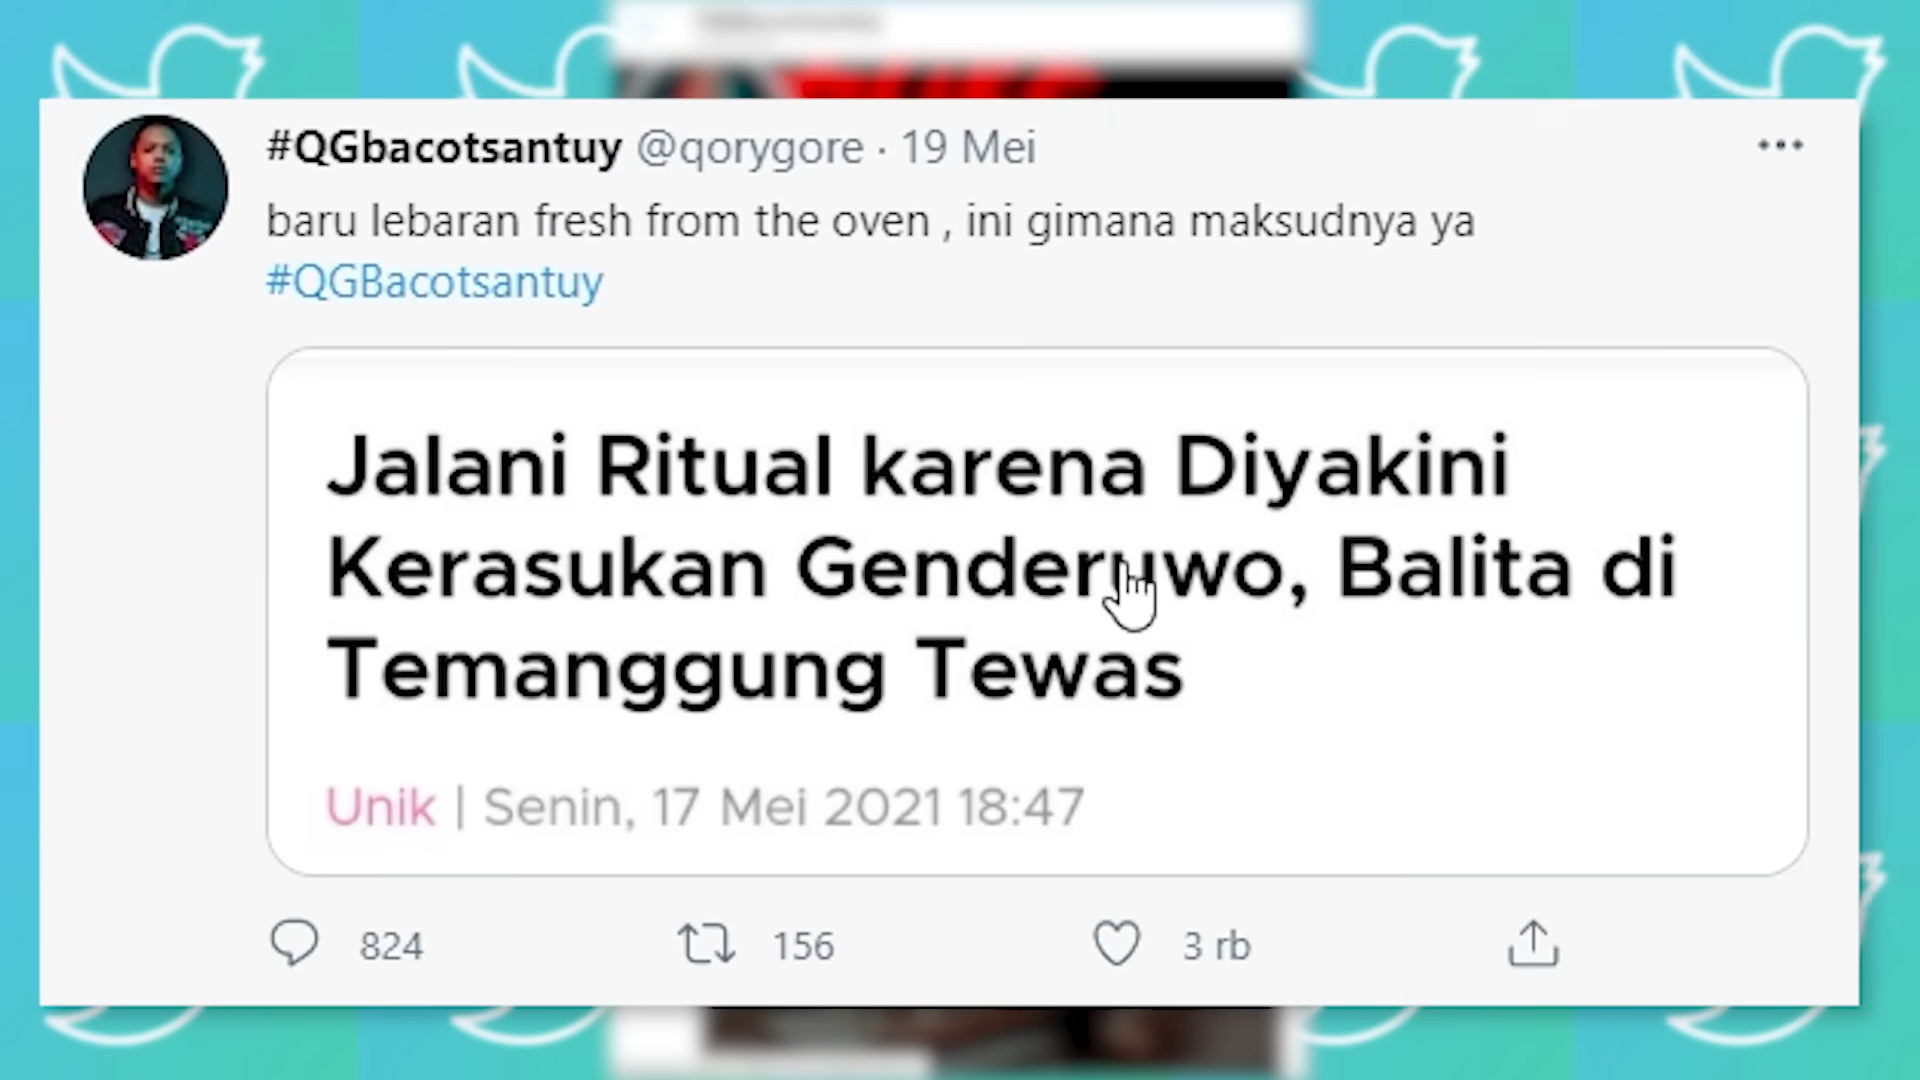 #QGbacotsantuy @qorygore · 19 Mei
baru lebaran fresh from the oven , ini gimana maksudnya ya
#QGBacotsantuy
Jalani Ritual karena Diyakini
Kerasukan Genderuwo, Balita di
Temanggung Tewas
Unik | Senin, 17 Mei 2021 18:47
824 156 3 rb